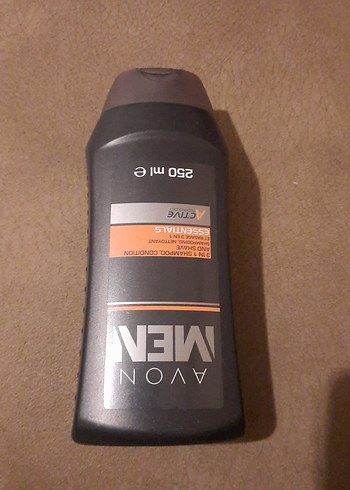 AVON
MEN
3 IN 1 SHAMPOO, CONDITION
AND SHAVE
SHAMPOOING, NETTOYANT
ET RASAGE 3 EN 1
ESSENTIALS
ACTIVE
250 ml e